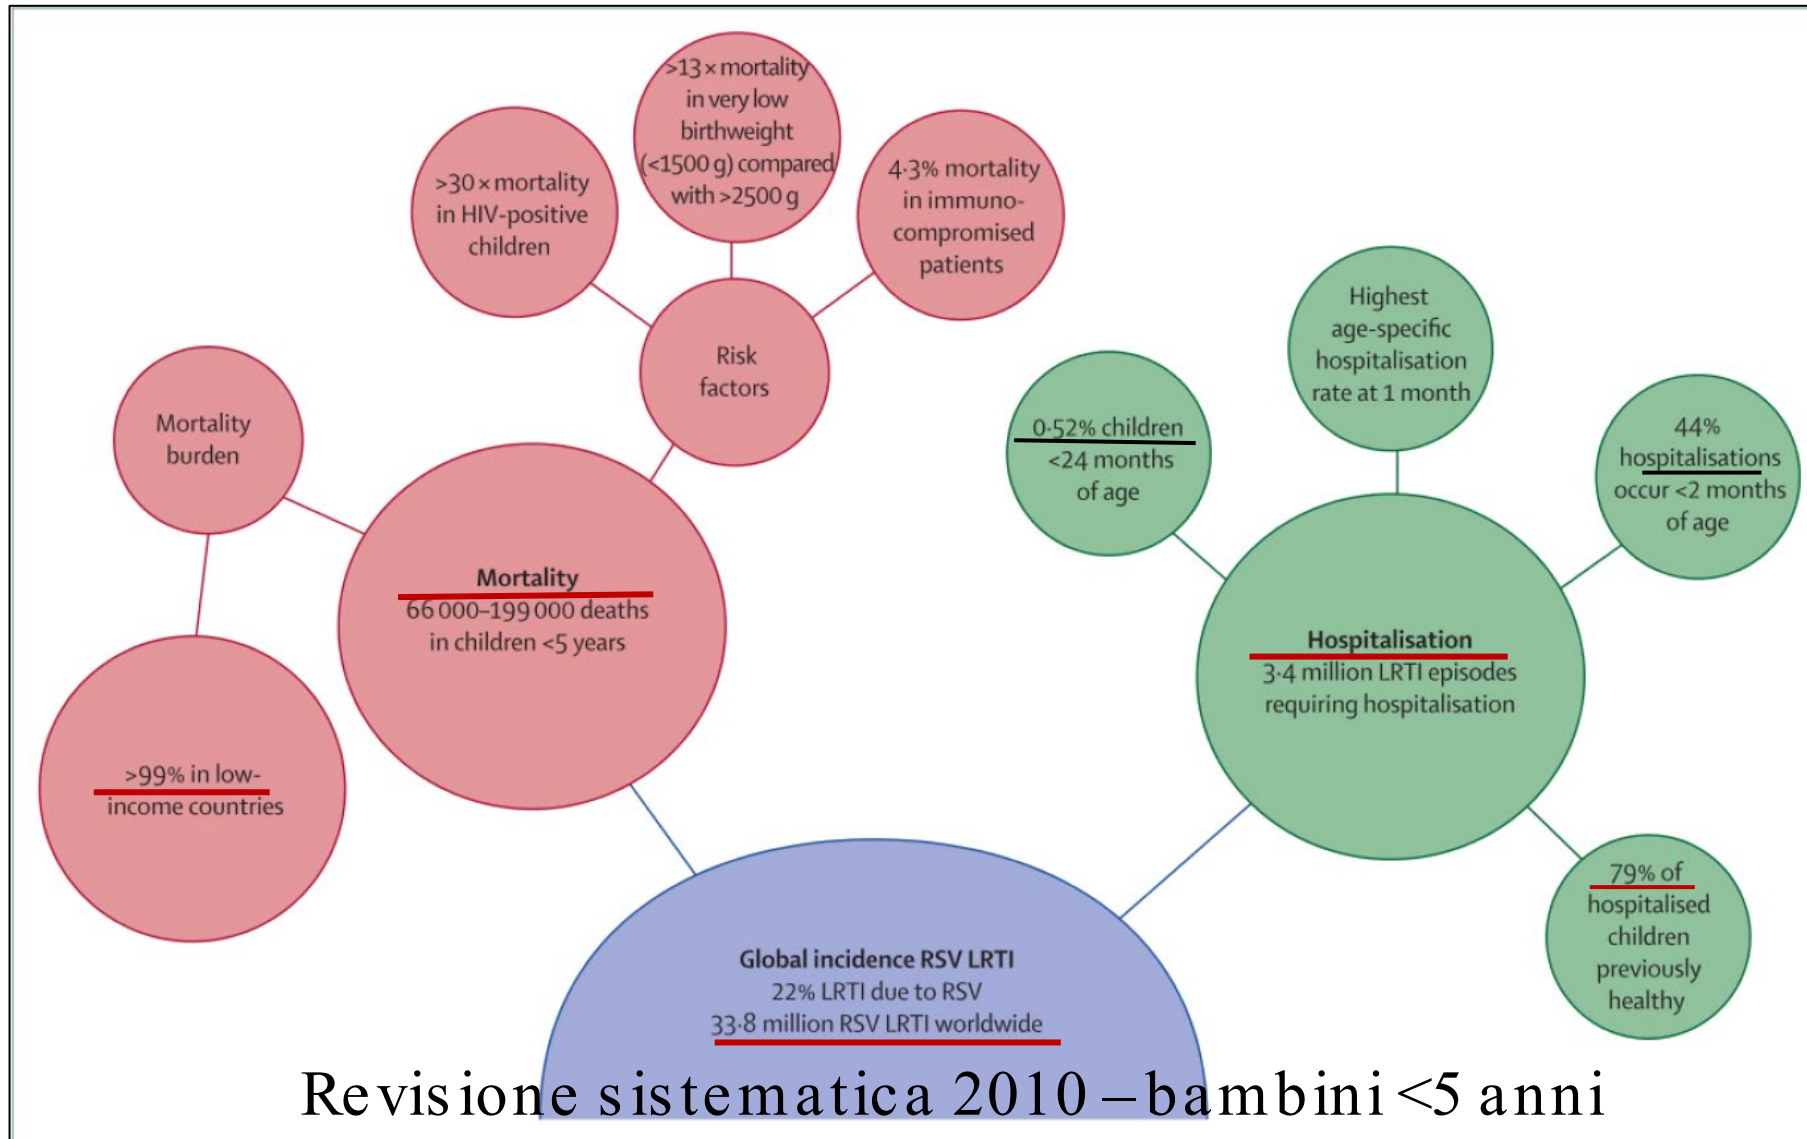 >13× mortality
in very low
birthweight
(<1500 g) compared
with >2500 g
>30× mortality
in HIV-positive
children
4·3% mortality
in immuno-
compromised
patients
Risk
factors
Mortality
burden
Mortality
66 000–199 000 deaths
in children <5 years
>99% in low-
income countries
Highest
age-specific
hospitalisation
rate at 1 month
0·52% children
<24 months
of age
44%
hospitalisations
occur <2 months
of age
Hospitalisation
3·4 million LRTI episodes
requiring hospitalisation
79% of
hospitalised
children
previously
healthy
Global incidence RSV LRTI
22% LRTI due to RSV
33·8 million RSV LRTI worldwide
Revisione sistematica 2010 – bambini <5 anni